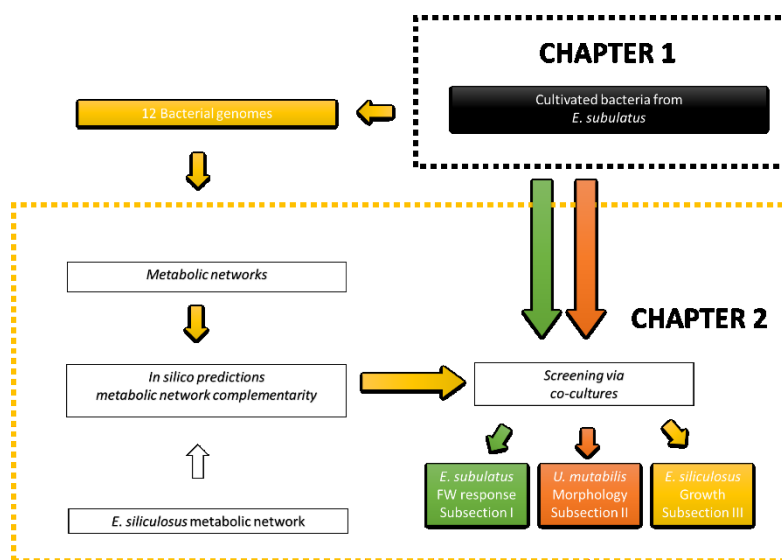 CHAPTER 1
Cultivated bacteria from
E. subulatus
12 Bacterial genomes
Metabolic networks
CHAPTER 2
In silico predictions
metabolic network complementarity
Screening via
co-cultures
E. subulatus
FW response
Subsection I
U. mutabilis
Morphology
Subsection II
E. siliculosus
Growth
Subsection III
E. siliculosus metabolic network